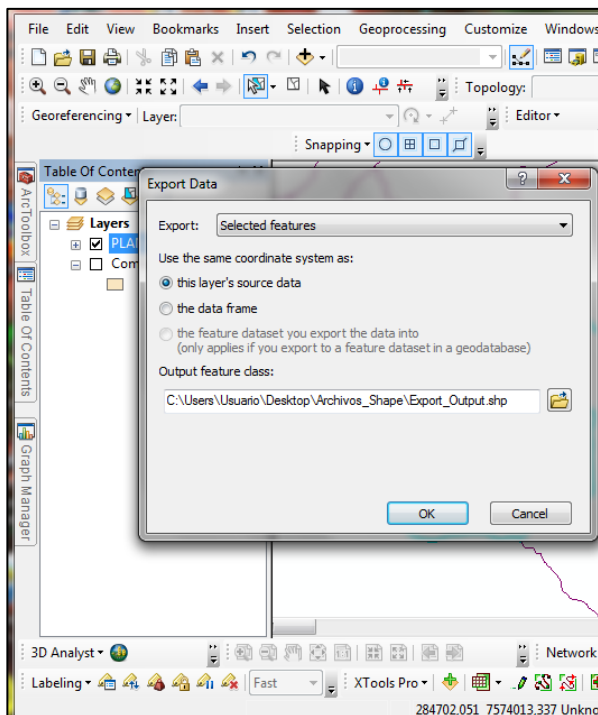 File Edit View Bookmarks Insert Selection Geoprocessing Customize Windows
Topology:
Georeferencing Layer: Editor
Snapping
Table Of Conten
Export Data
Export: Selected features
Use the same coordinate system as:
this layer's source data
the data frame
the feature dataset you export the data into
(only applies if you export to a feature dataset in a geodatabase)
Output feature class:
C:\Users\Usuario\Desktop\Archivos_Shape\Export_Output.shp
OK Cancel
Layers
PLAN
Com
ArcToolbox
Table Of Contents
Graph Manager
3D Analyst Network
Labeling Fast XTools Pro
284702.051 7574013.337 Unkno